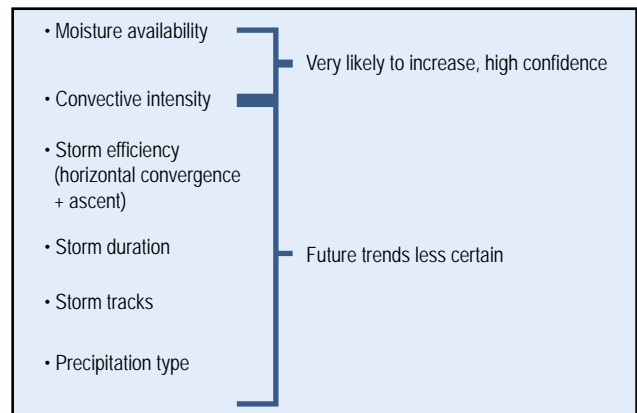 • Moisture availability
Very likely to increase, high confidence
• Convective intensity
• Storm efficiency
(horizontal convergence
+ ascent)
• Storm duration
Future trends less certain
• Storm tracks
• Precipitation type